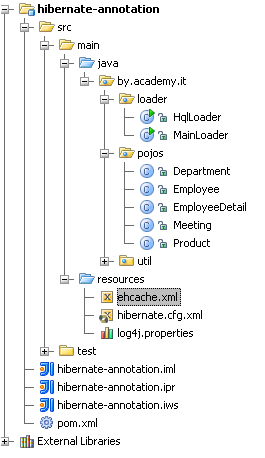 hibernate-annotation
src
main
java
by.academy.it
loader
HqlLoader
MainLoader
pojos
Department
Employee
EmployeeDetail
Meeting
Product
util
resources
ehcache.xml
hibernate.cfg.xml
log4j.properties
test
hibernate-annotation.iml
hibernate-annotation.ipr
hibernate-annotation.iws
pom.xml
External Libraries